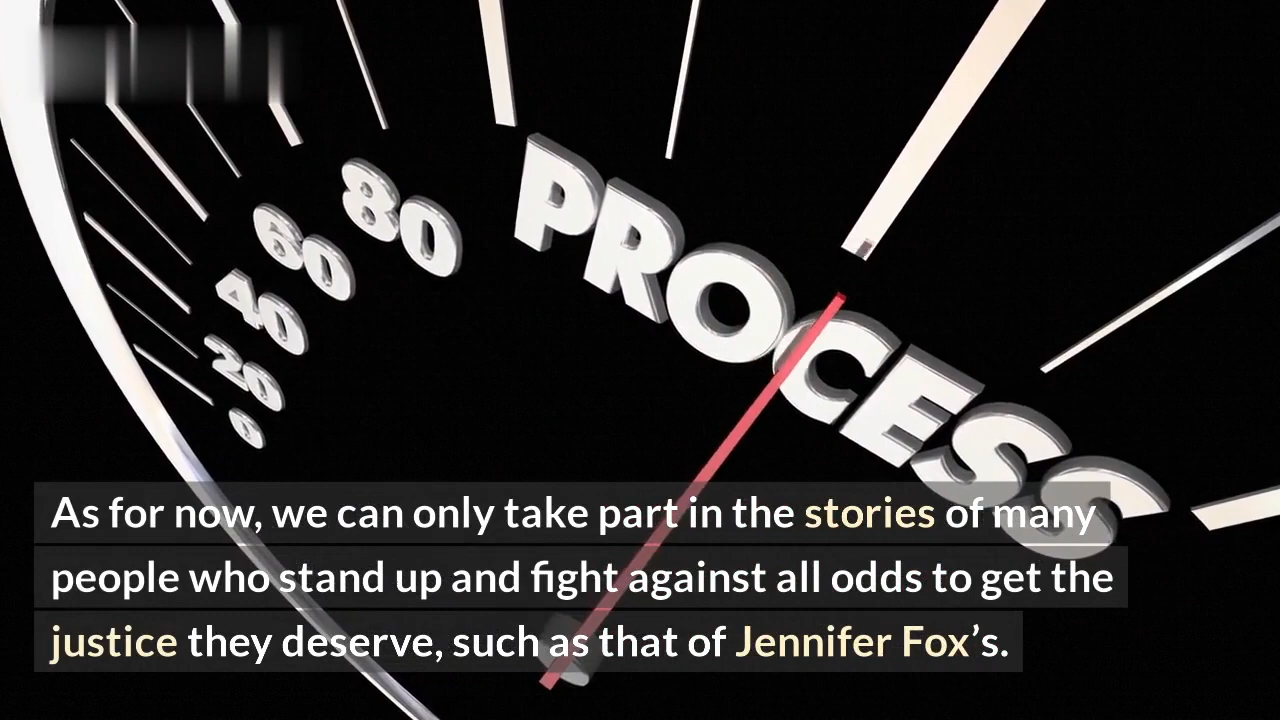 80
60
40
20
0
PROCESS
As for now, we can only take part in the stories of many
people who stand up and fight against all odds to get the
justice they deserve, such as that of Jennifer Fox’s.